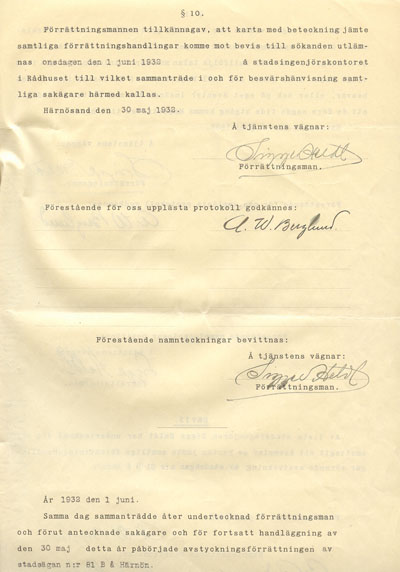 § 10.
Förrättningsmannen tillkännagav, att karta med beteckning jämte
samtliga förrättningshandlingar komme mot bevis till sökanden utläm-
nas onsdagen den 1 juni 1932 å stadsingenjörskontoret
i Rådhuset till vilket sammanträde i och för besvärshänvisning samt-
liga sakägare härmed kallas.
Härnösand den 30 maj 1932.
Å tjänstens vägnar:
Förrättningsman.
Förestående för oss upplästa protokoll godkännes:
A. W. Berglund.
Förestående namnteckningar bevittnas:
Å tjänstens vägnar:
Förrättningsman.
År 1932 den 1 juni.
Samma dag sammanträdde åter undertecknad förrättningsman
och förut antecknade sakägare och för fortsatt handläggning av
den 30 maj detta år påbörjade avstyckningsförrättningen av
stadsägan n:r 81 B å Härnön.